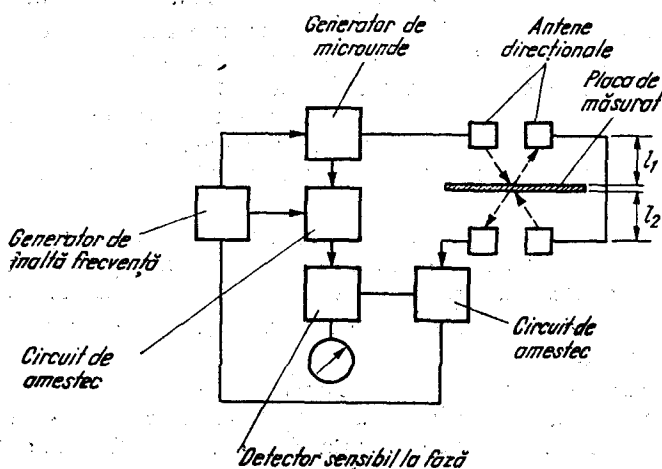 Generator de
microunde
Antene
direcționale
Placa de
măsurat
l1
l2
Generator de
înaltă frecvență
Circuit de
amestec
Circuit de
amestec
Detector sensibil la fază